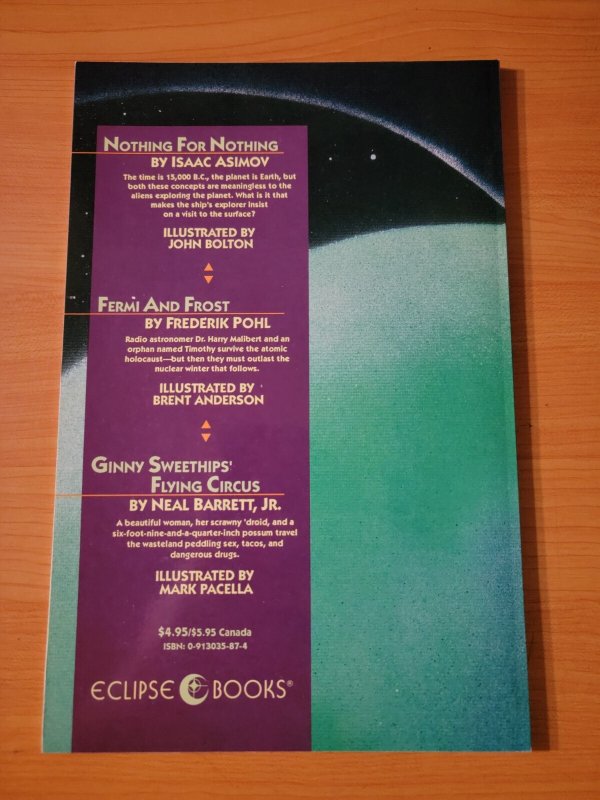 NOTHING FOR NOTHING
BY ISAAC ASIMOV
The time is 15,000 B.C., the planet is Earth, but
both these concepts are meaningless to the
aliens exploring the planet. What is it that
makes the ship's explorer insist
on a visit to the surface?
ILLUSTRATED BY
JOHN BOLTON
FERMI AND FROST
BY FREDERIK POHL
Radio astronomer Dr. Harry Malibert and an
orphan named Timothy survive the atomic
holocaust—but then they must outlast the
nuclear winter that follows.
ILLUSTRATED BY
BRENT ANDERSON
GINNY SWEETHIPS'
FLYING CIRCUS
BY NEAL BARRETT, JR.
A beautiful woman, her scrawny 'droid, and a
six-foot-nine-and-a-quarter-inch possum travel
the wasteland peddling sex, tacos, and
dangerous drugs.
ILLUSTRATED BY
MARK PACELLA
$4.95/$5.95 Canada
ISBN: 0-913035-87-4
ECLIPSE BOOKS®